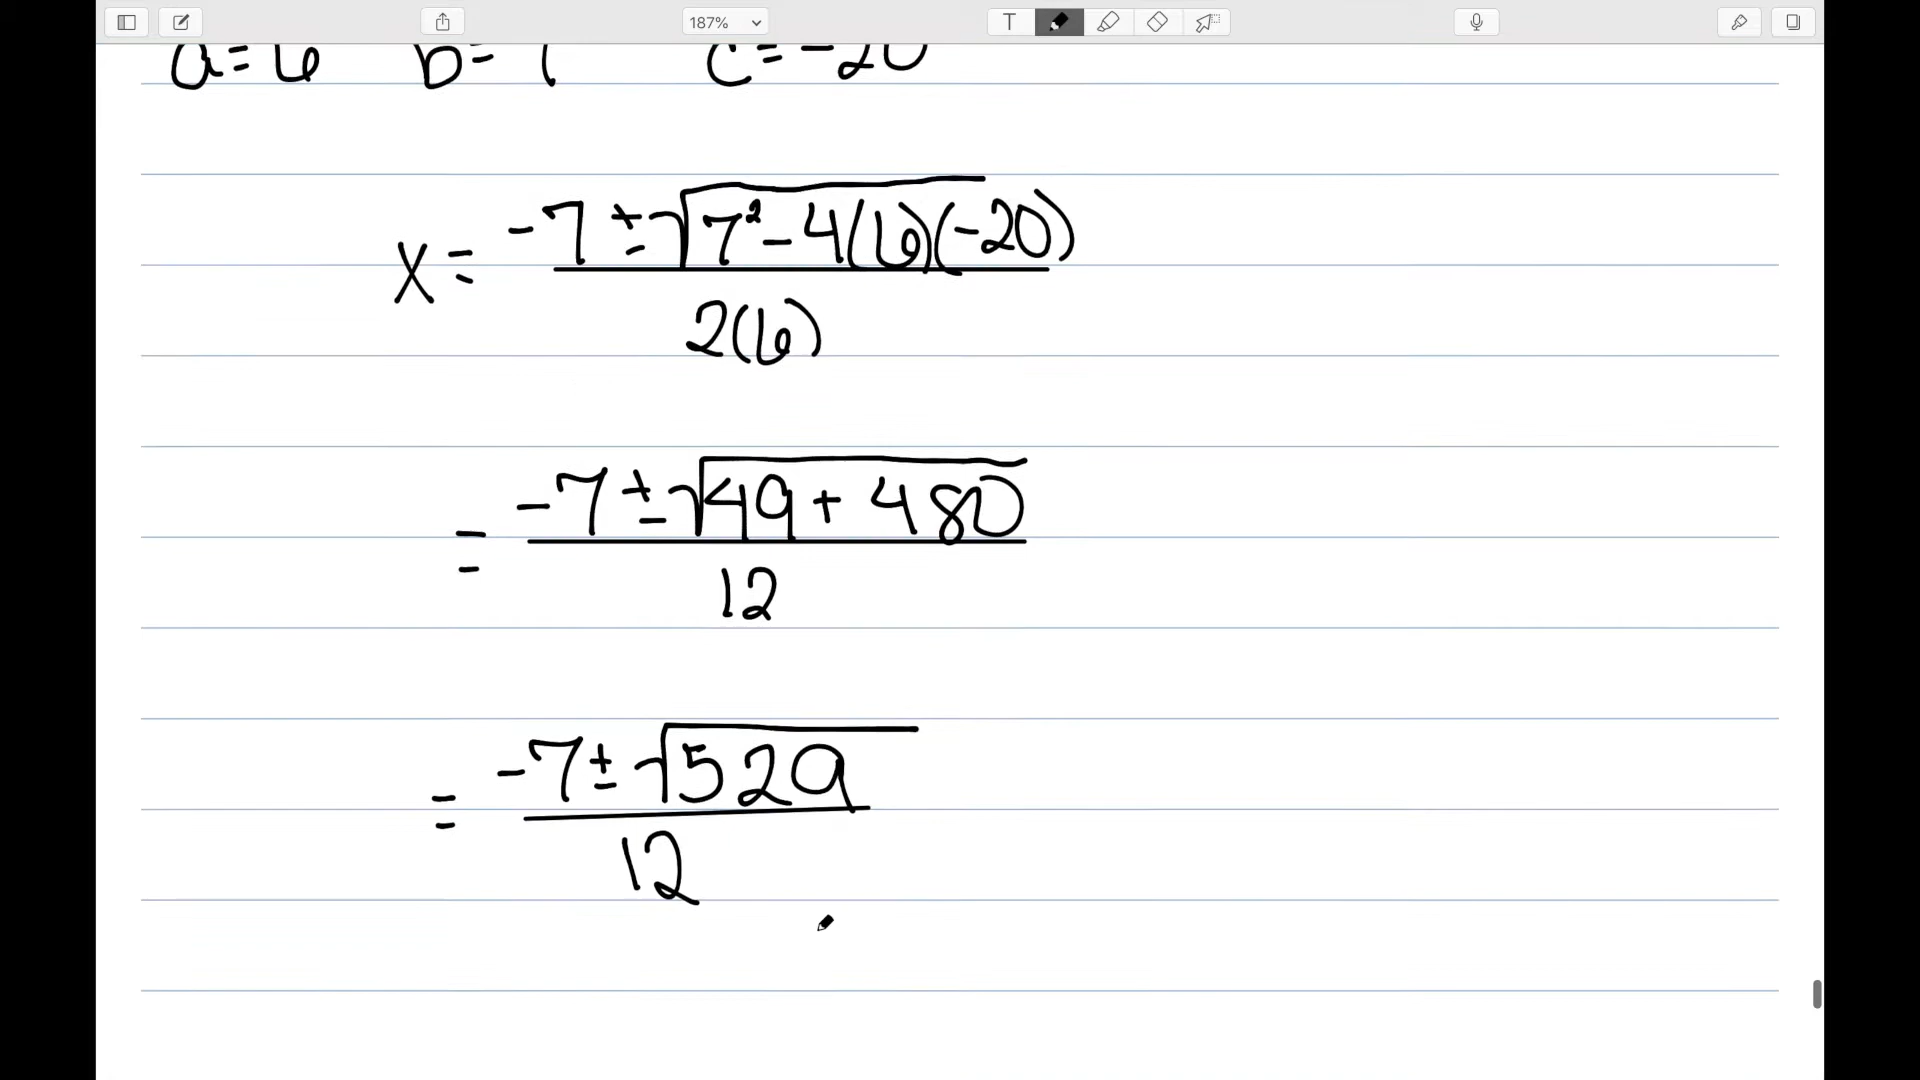 187%
T
a=6 b=7 c=-20
x = -7 ± √7² - 4(6)(-20)
2(6)
= -7 ± √49 + 480
12
= -7 ± √529
12